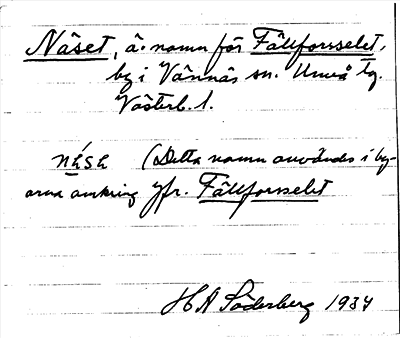 Näset, ä. namn för Fällforsselet,
by i Vännäs sn. Umeå tg.
Västerb. l.
nése (Detta namn användes i by-
arna omkring jfr. Fällforsselet
H A Söderberg 1934